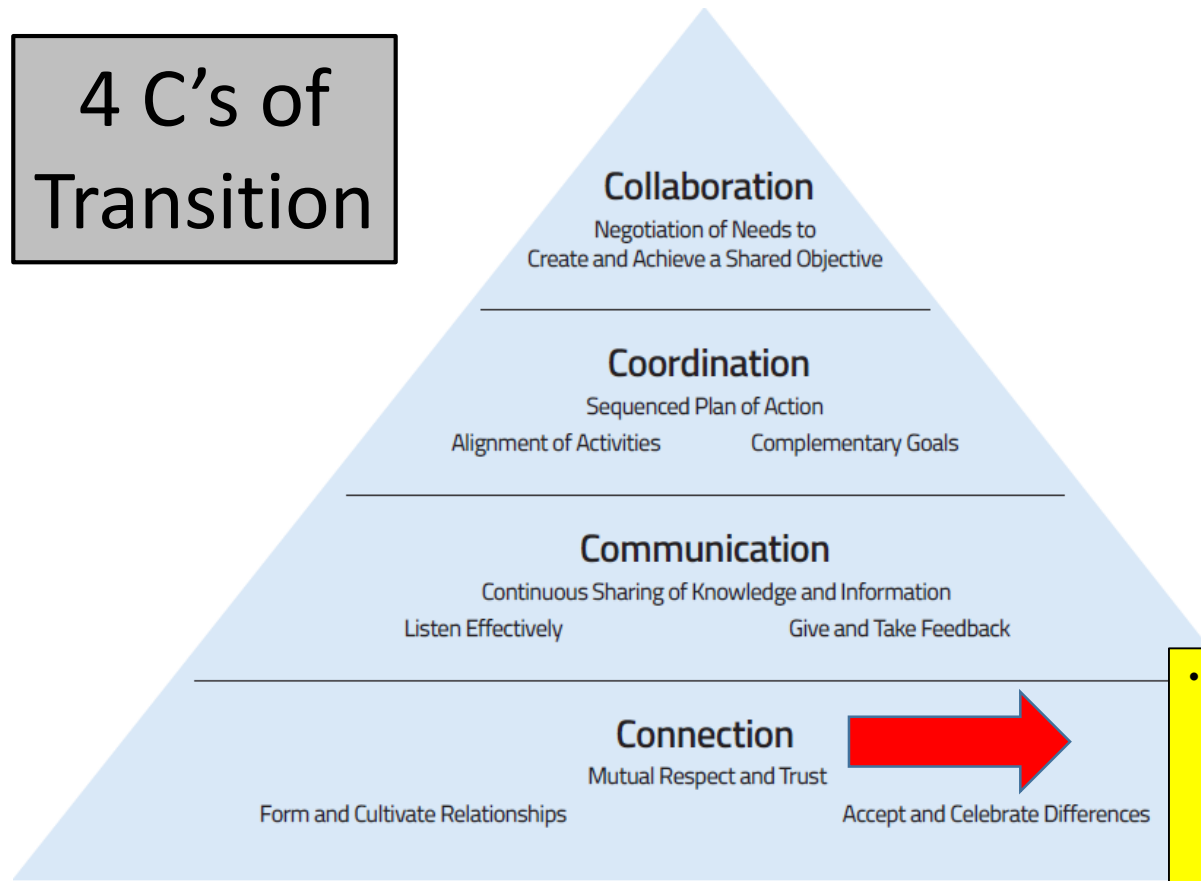 4 C’s of
Transition
Collaboration
Negotiation of Needs to
Create and Achieve a Shared Objective
Coordination
Sequenced Plan of Action
Alignment of Activities Complementary Goals
Communication
Continuous Sharing of Knowledge and Information
Listen Effectively Give and Take Feedback
•
Connection
Mutual Respect and Trust
Form and Cultivate Relationships Accept and Celebrate Differences